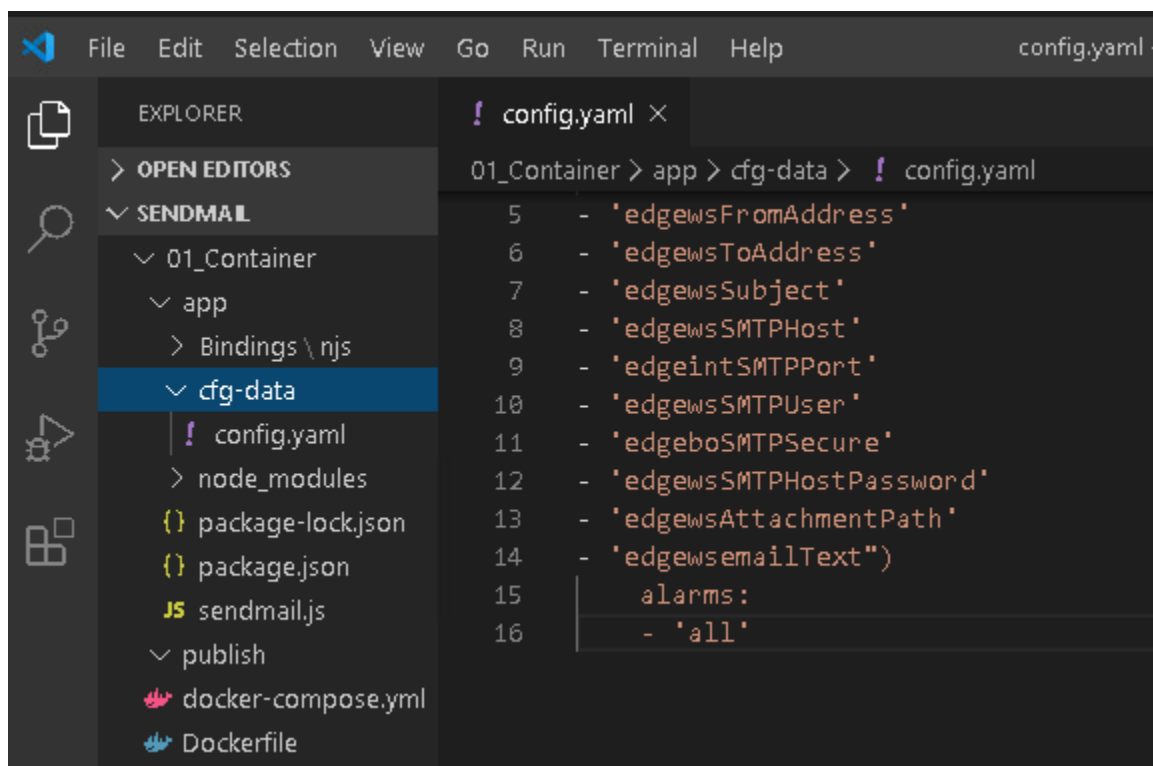 File Edit Selection View Go Run Terminal Help config.yaml
EXPLORER
OPEN EDITORS
SENDMAIL
01_Container
app
Bindings \ njs
cfg-data
! config.yaml
node_modules
{} package-lock.json
{} package.json
JS sendmail.js
publish
docker-compose.yml
Dockerfile
! config.yaml ×
01_Container > app > cfg-data > ! config.yaml
5 - 'edgewsFromAddress'
6 - 'edgewsToAddress'
7 - 'edgewsSubject'
8 - 'edgewsSMTPHost'
9 - 'edgeintSMTPPort'
10 - 'edgewsSMTPUser'
11 - 'edgeboSMTPSecure'
12 - 'edgewsSMTPHostPassword'
13 - 'edgewsAttachmentPath'
14 - 'edgewsemailText")
15 alarms:
16 - 'all'